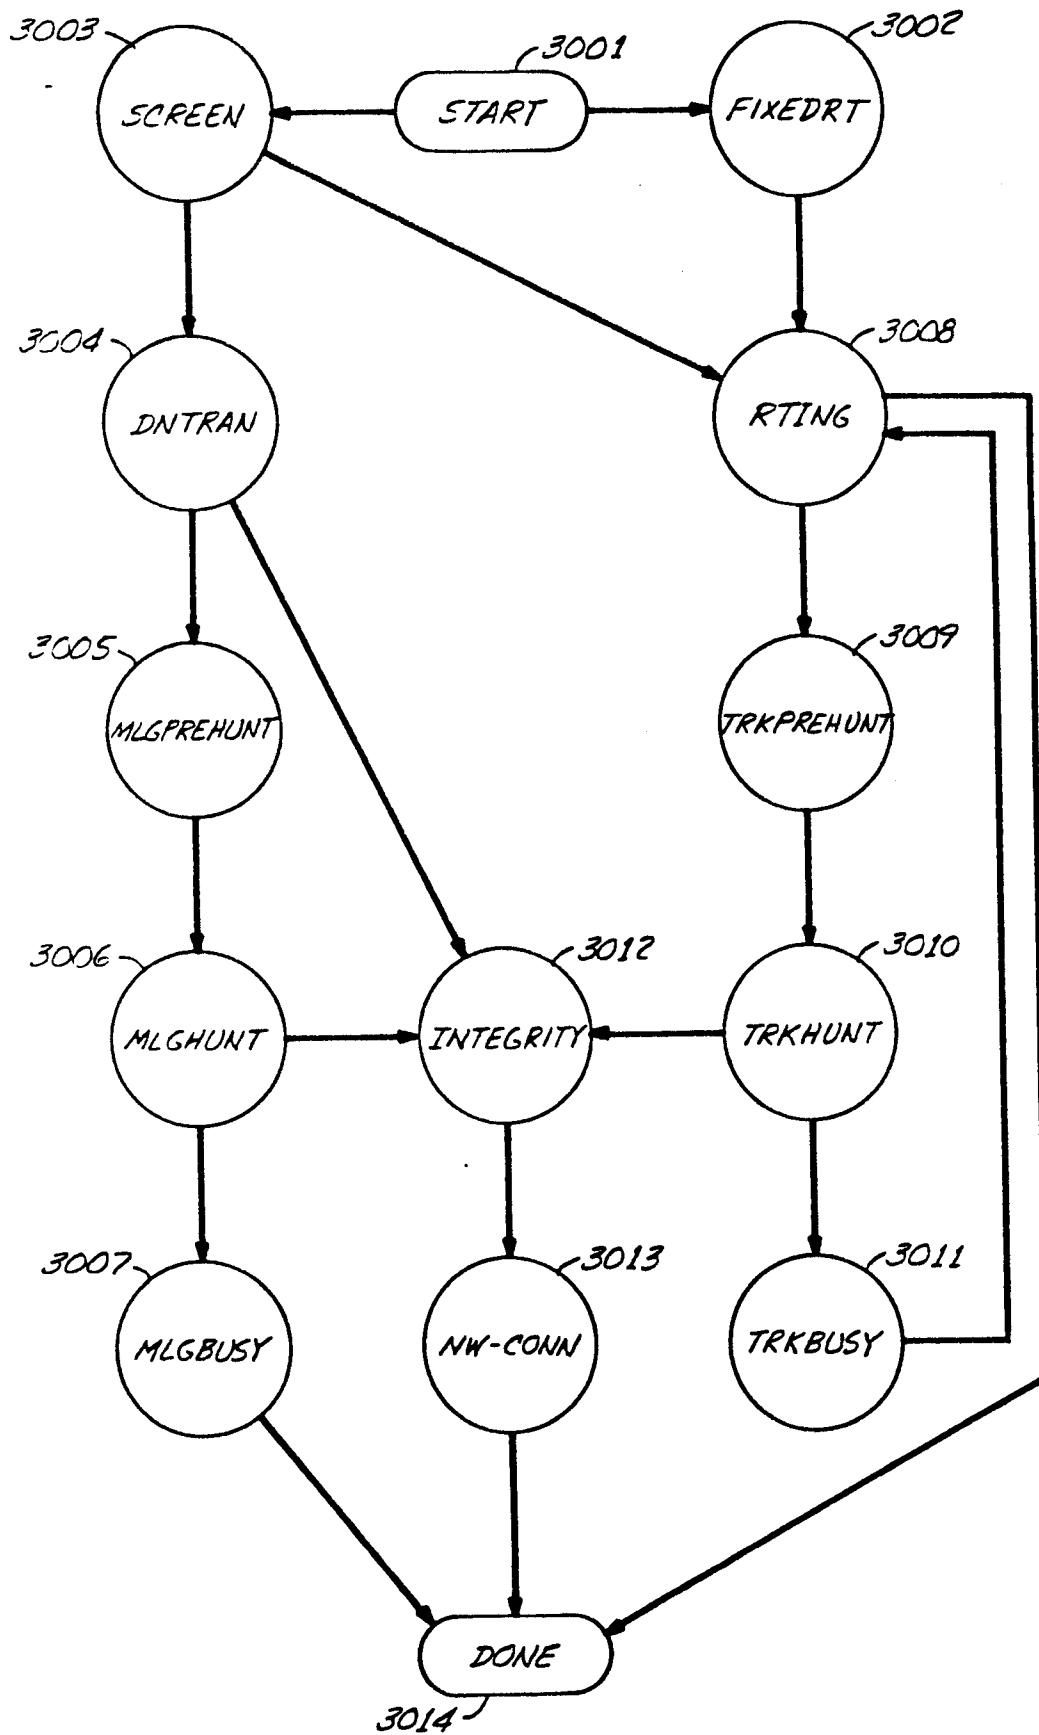 3003
3001
3002
SCREEN
START
FIXEDRT
3004
3008
DNTRAN
RTING
3005
3009
MLGPREHUNT
TRKPREHUNT
3006
3012
3010
MLGHUNT
INTEGRITY
TRKHUNT
3007
3013
3011
MLGBUSY
NW-CONN
TRKBUSY
DONE
3014